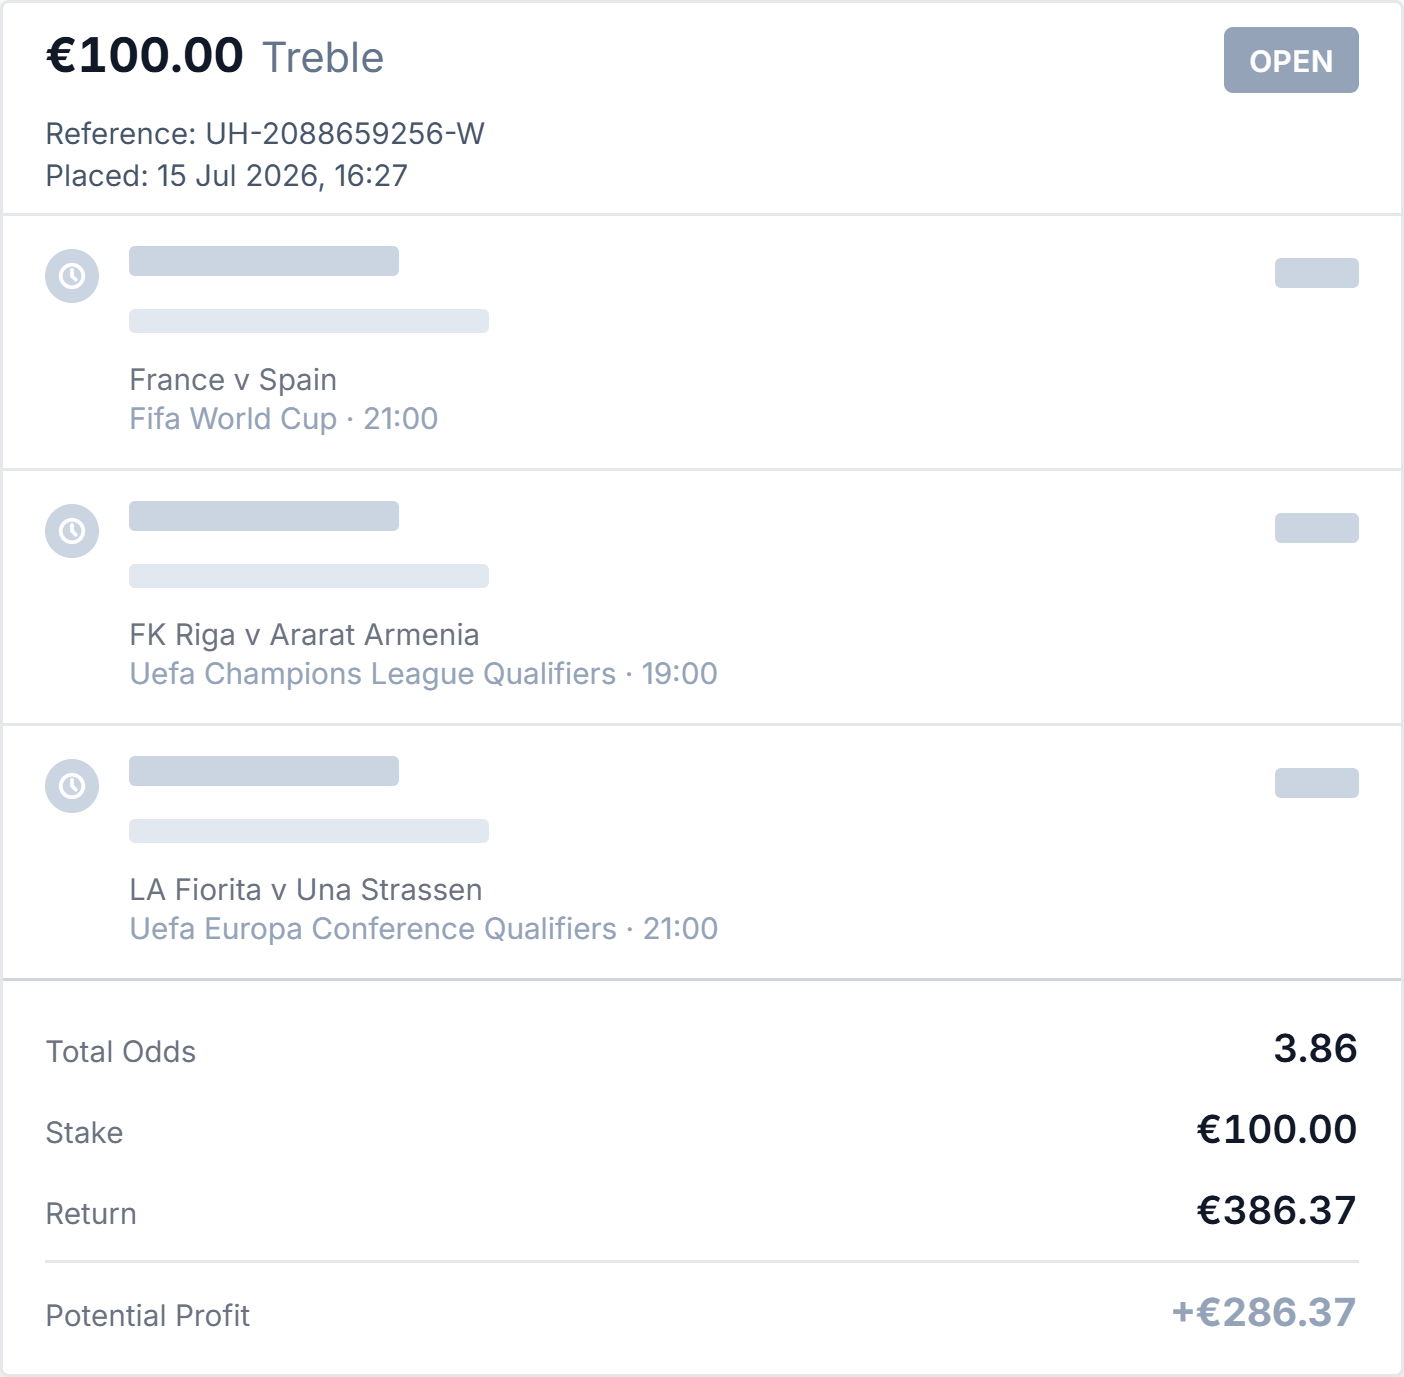 €100.00 Treble
OPEN
Reference: UH-2088659256-W
Placed: 15 Jul 2026, 16:27
France v Spain
Fifa World Cup · 21:00
FK Riga v Ararat Armenia
Uefa Champions League Qualifiers · 19:00
LA Fiorita v Una Strassen
Uefa Europa Conference Qualifiers · 21:00
Total Odds 3.86
Stake €100.00
Return €386.37
Potential Profit +€286.37